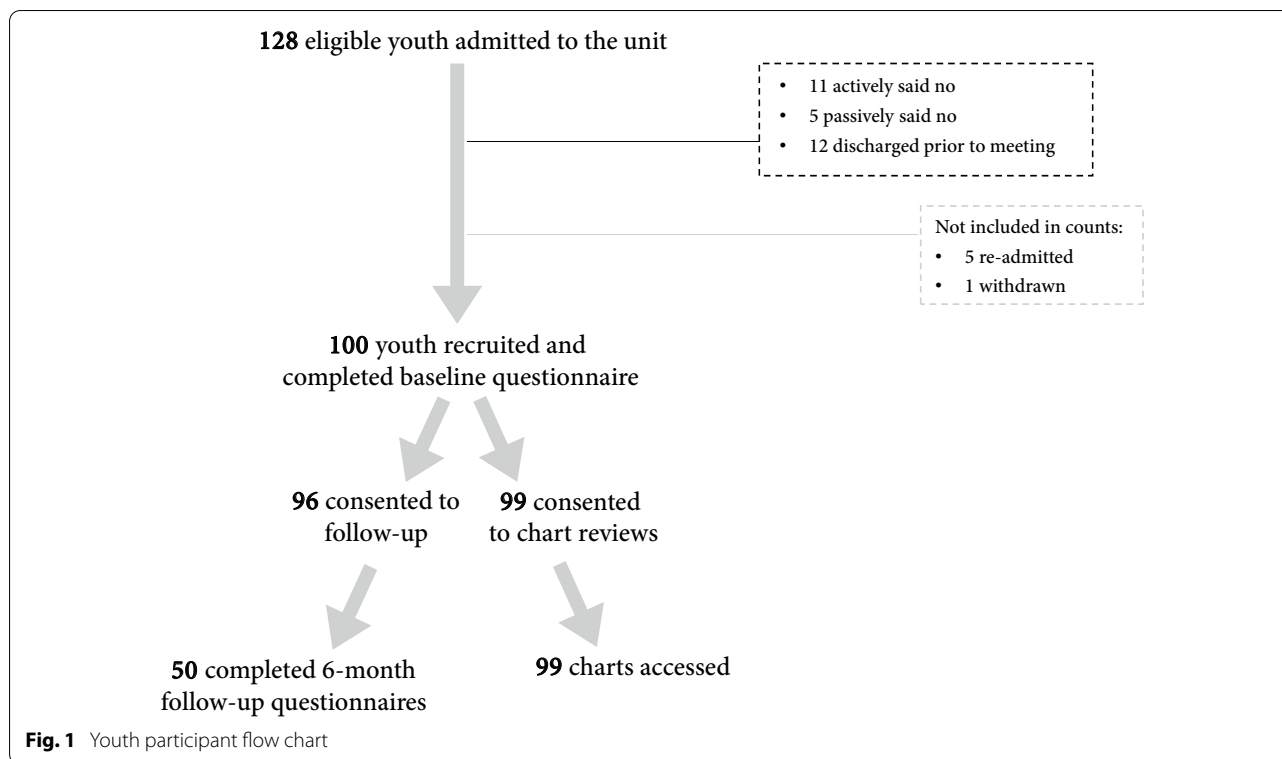 128 eligible youth admitted to the unit
• 11 actively said no
• 5 passively said no
• 12 discharged prior to meeting
Not included in counts:
• 5 re-admitted
• 1 withdrawn
100 youth recruited and
completed baseline questionnaire
96 consented to
follow-up
99 consented
to chart reviews
50 completed 6-month
follow-up questionnaires
99 charts accessed
Fig. 1 Youth participant flow chart